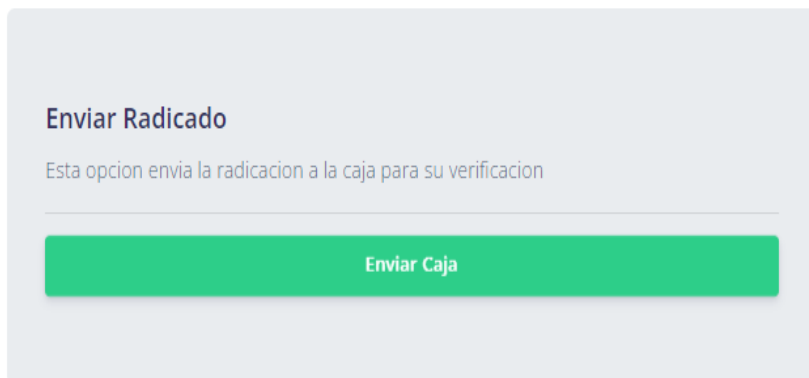 Enviar Radicado
Esta opcion envia la radicacion a la caja para su verificacion
Enviar Caja